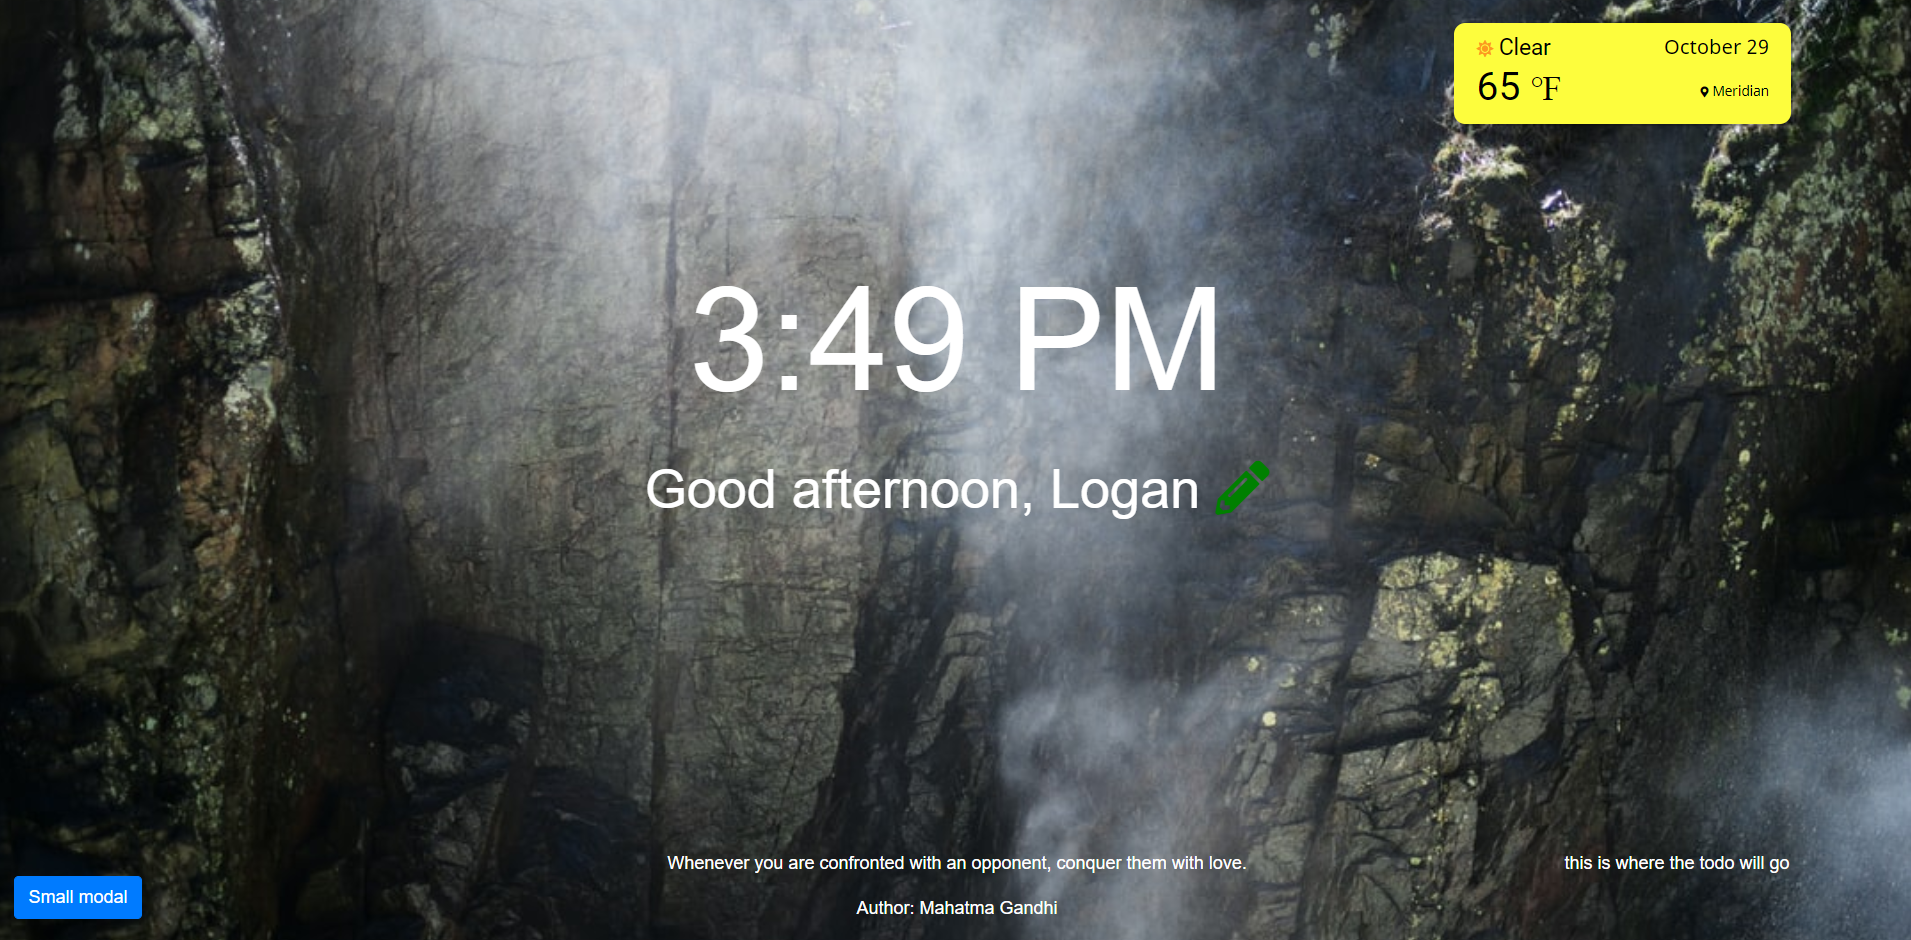 Clear
October 29
65 °F
Meridian
3:49 PM
Good afternoon, Logan
Whenever you are confronted with an opponent, conquer them with love.
this is where the todo will go
Small modal
Author: Mahatma Gandhi